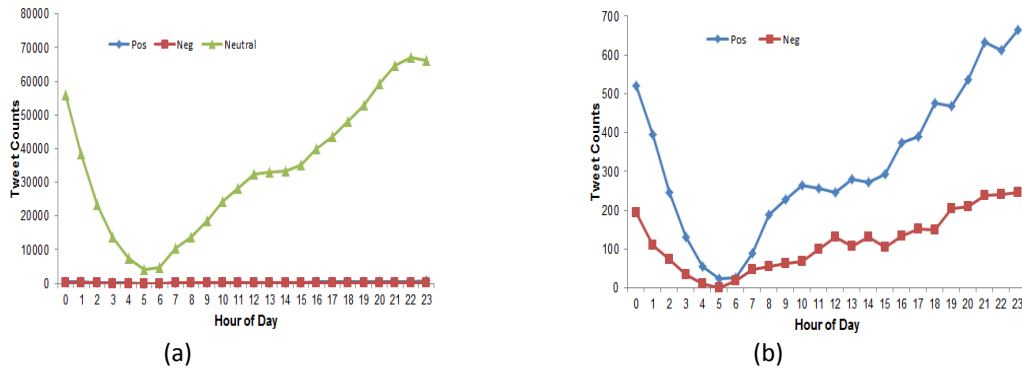 Pos Neg Neutral
Tweet Counts
80000
70000
60000
50000
40000
30000
20000
10000
0
0 1 2 3 4 5 6 7 8 9 10 11 12 13 14 15 16 17 18 19 20 21 22 23
Hour of Day
(a)
Pos Neg
Tweet Counts
700
600
500
400
300
200
100
0
0 1 2 3 4 5 6 7 8 9 10 11 12 13 14 15 16 17 18 19 20 21 22 23
Hour of Day
(b)